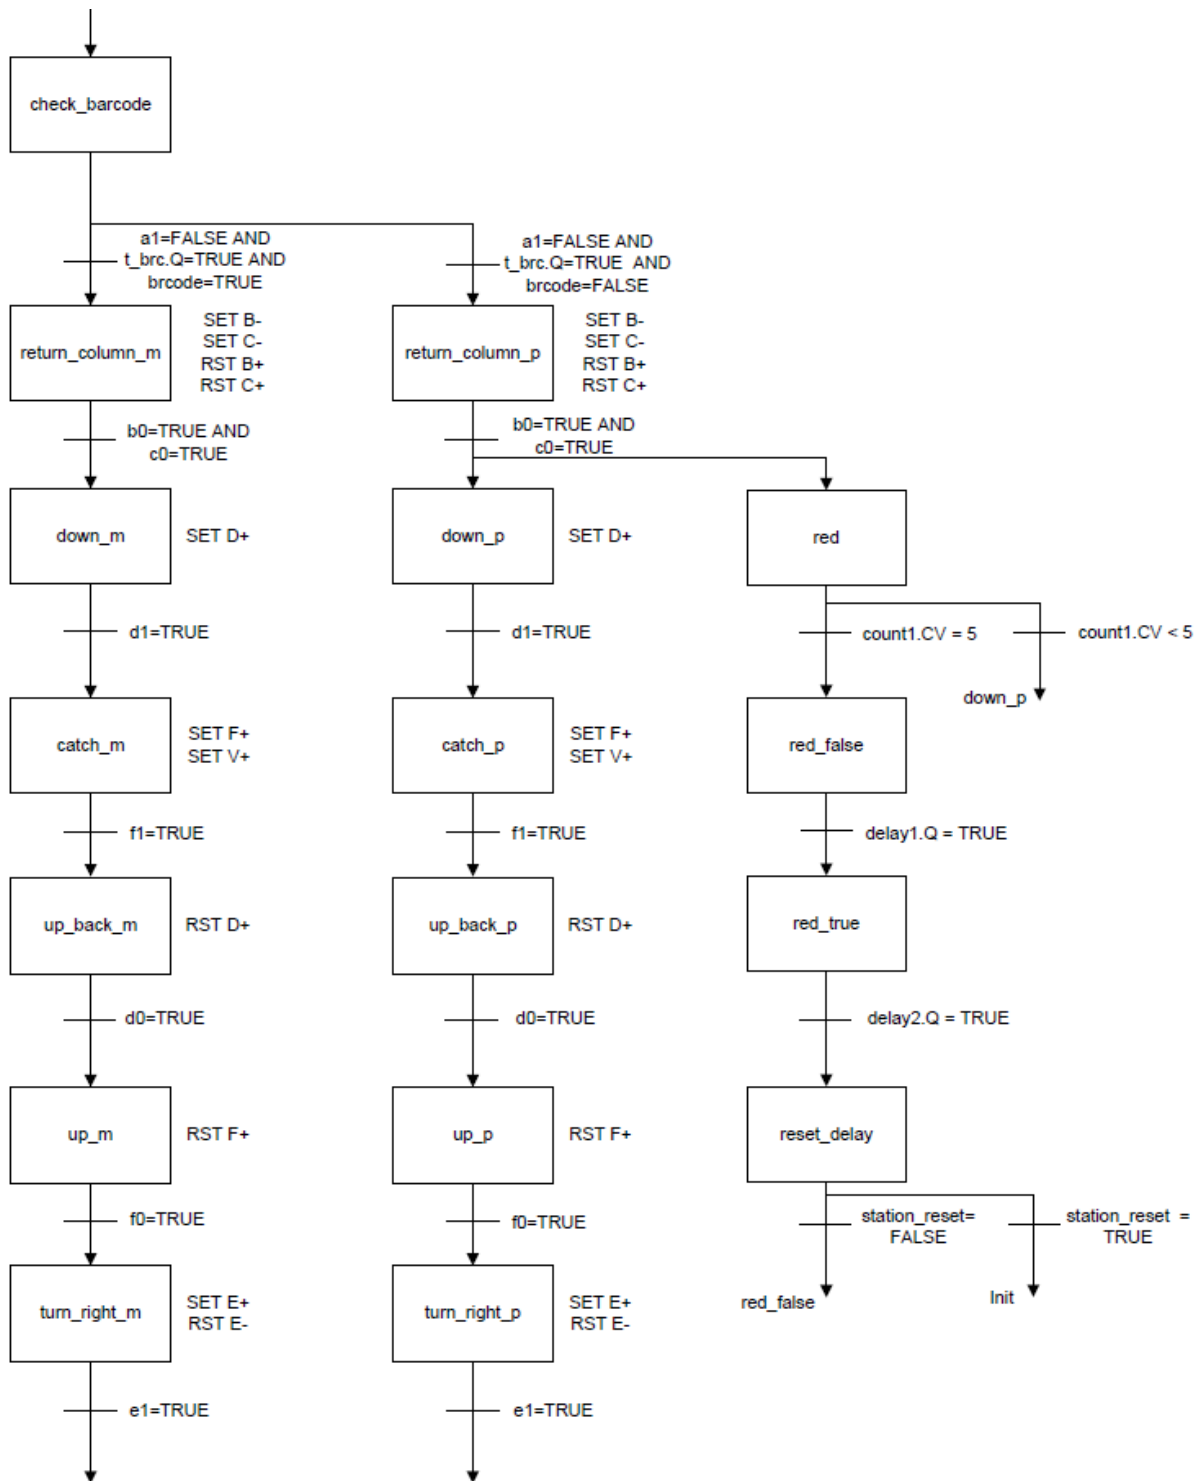 check_barcode
a1=FALSE AND
t_brc.Q=TRUE AND
brcode=TRUE
a1=FALSE AND
t_brc.Q=TRUE AND
brcode=FALSE
return_column_m
SET B-
SET C-
RST B+
RST C+
return_column_p
SET B-
SET C-
RST B+
RST C+
b0=TRUE AND
c0=TRUE
b0=TRUE AND
c0=TRUE
down_m
SET D+
down_p
SET D+
red
d1=TRUE
d1=TRUE
count1.CV = 5
count1.CV < 5
down_p
catch_m
SET F+
SET V+
catch_p
SET F+
SET V+
red_false
f1=TRUE
f1=TRUE
delay1.Q = TRUE
up_back_m
RST D+
up_back_p
RST D+
red_true
d0=TRUE
d0=TRUE
delay2.Q = TRUE
up_m
RST F+
up_p
RST F+
reset_delay
f0=TRUE
f0=TRUE
station_reset=
FALSE
station_reset =
TRUE
red_false
Init
turn_right_m
SET E+
RST E-
turn_right_p
SET E+
RST E-
e1=TRUE
e1=TRUE